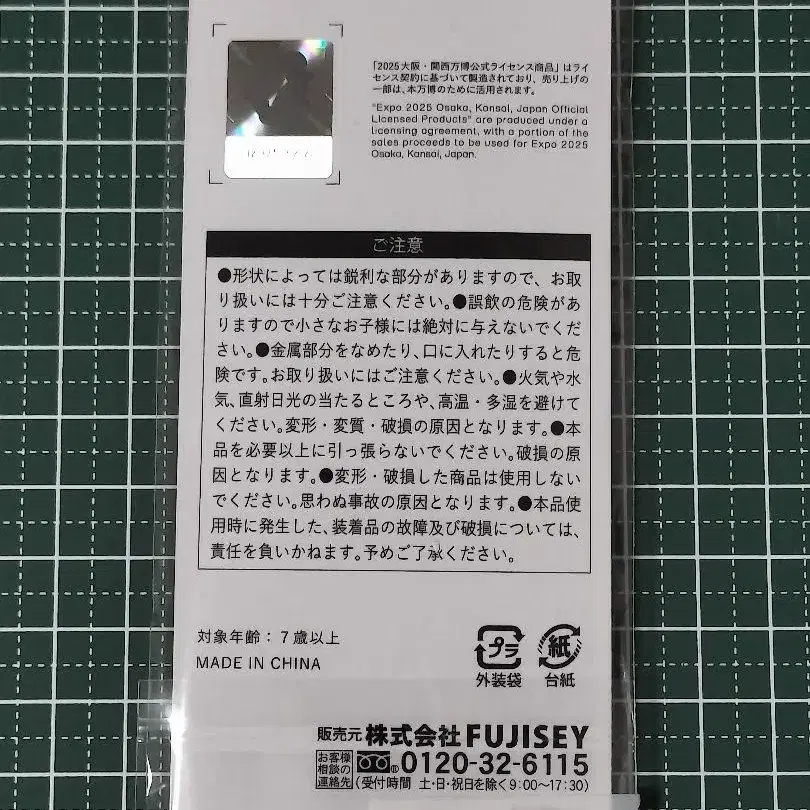 「2025大阪・関西万博公式ライセンス商品」はライ
センス契約に基づいて製造されており、売り上げの
一部は、本万博のために活用されます。
"Expo 2025 Osaka, Kansai, Japan Official
Licensed Products" are produced under a
licensing agreement, with a portion of the
sales proceeds to be used for Expo 2025
Osaka, Kansai, Japan.
ご注意
●形状によっては鋭利な部分がありますので、お取
り扱いには十分ご注意ください。●誤飲の危険があ
りますので小さなお子様には絶対に与えないでくだ
さい。●金属部分をなめたり、口に入れたりすると危
険です。お取り扱いにはご注意ください。●火気や水
気、直射日光の当たるところや、高温・多湿を避けて
ください。変形・変質・破損の原因となります。●本
品を必要以上に引っ張らないでください。破損の原
因となります。●変形・破損した商品は使用しない
でください。思わぬ事故の原因となります。●本品使
用時に発生した、装着品の故障及び破損については、
責任を負いかねます。予めご了承ください。
対象年齢：7歳以上
MADE IN CHINA
プラ
外装袋
紙
台紙
販売元 株式会社FUJISEY
お客様
相談の
連絡先
0120-32-6115
(受付時間 土・日・祝日を除く9:00〜17:30)